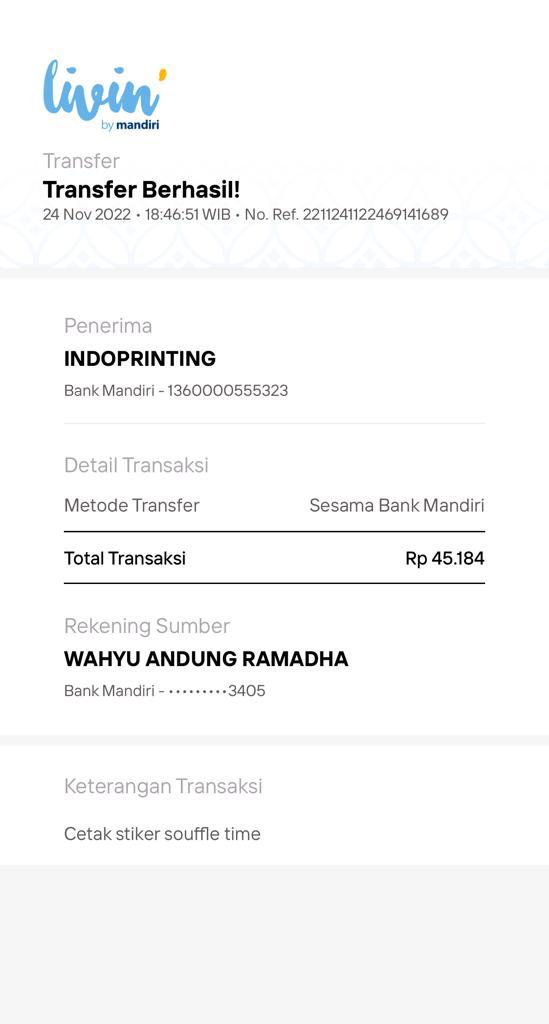 livin'
by mandiri
Transfer
Transfer Berhasil!
24 Nov 2022 • 18:46:51 WIB • No. Ref. 2211241122469141689
Penerima
INDOPRINTING
Bank Mandiri - 1360000555323
Detail Transaksi
Metode Transfer Sesama Bank Mandiri
Total Transaksi Rp 45.184
Rekening Sumber
WAHYU ANDUNG RAMADHA
Bank Mandiri - •••••••••3405
Keterangan Transaksi
Cetak stiker souffle time